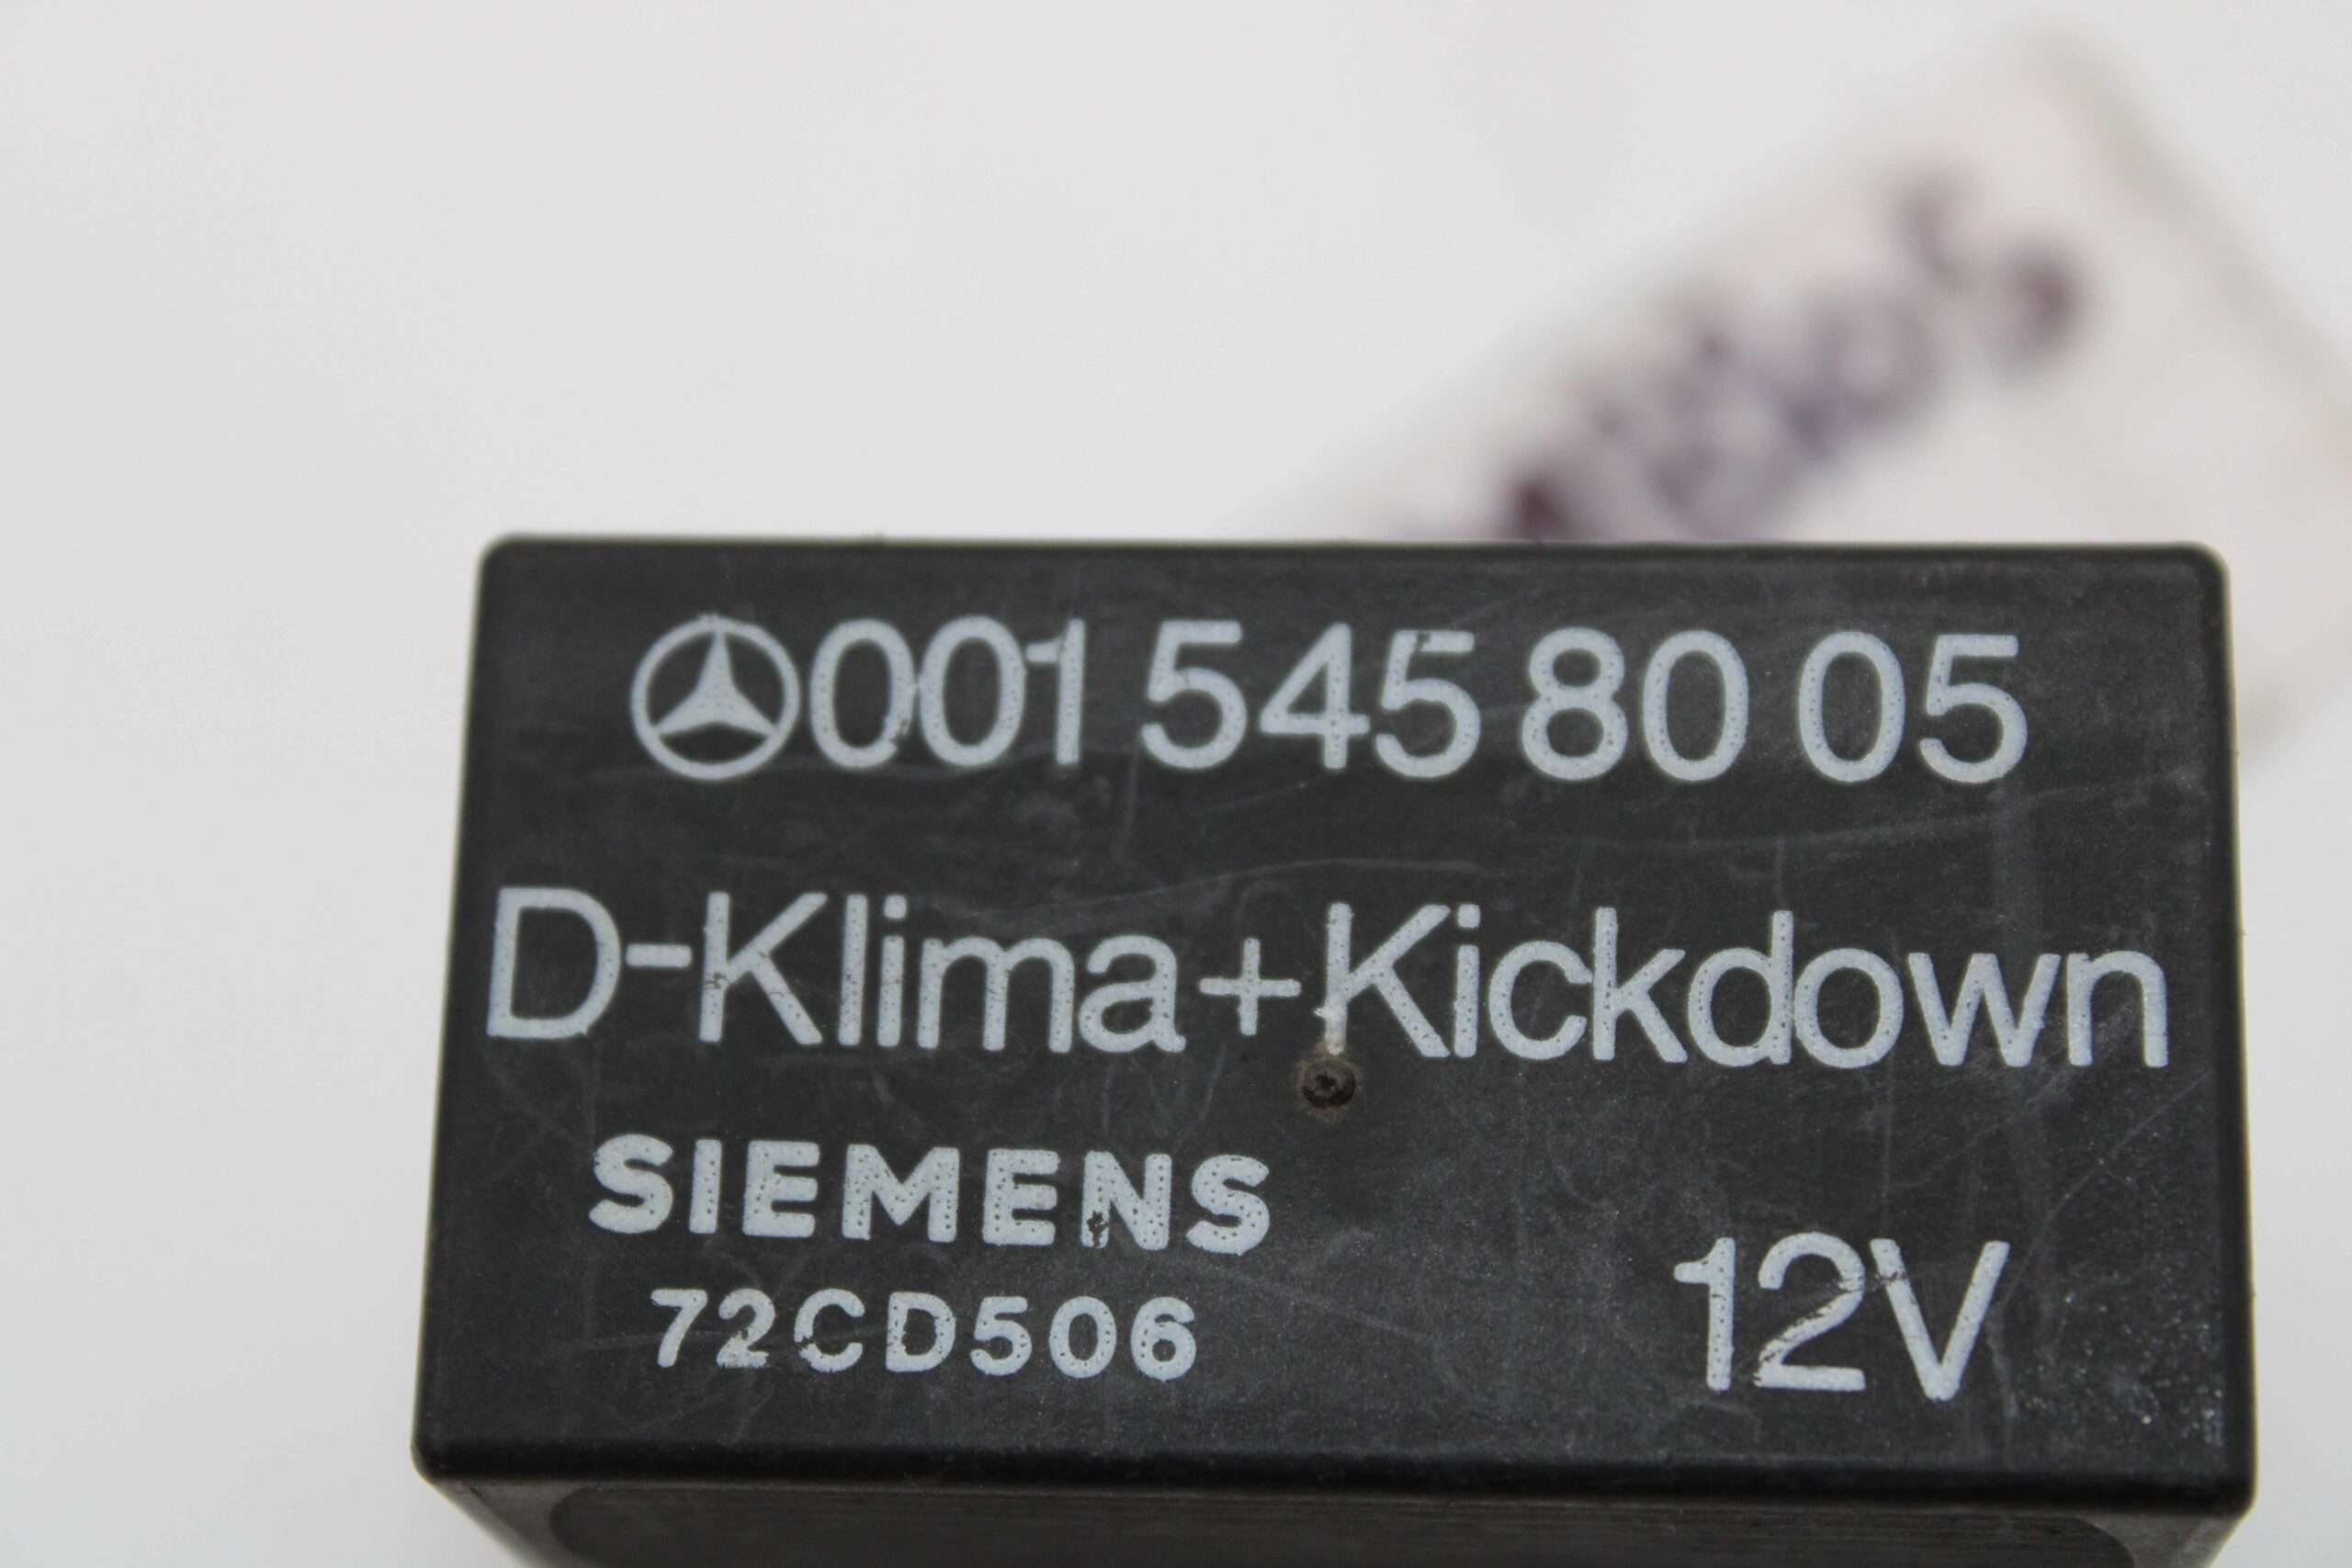 001 545 80 05
D-Klima+Kickdown
SIEMENS
72CD506
12V